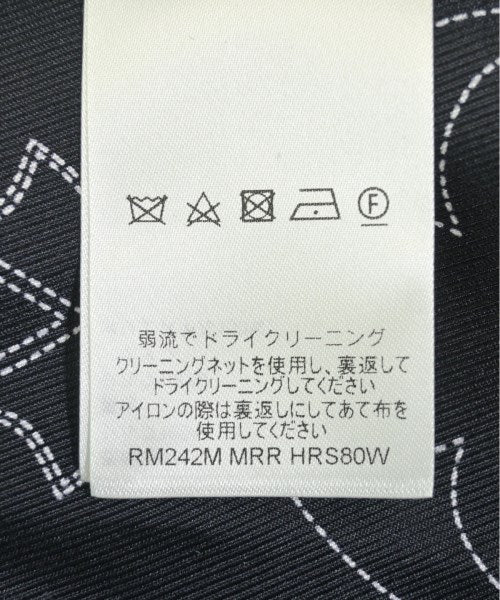 F
弱流でドライクリーニング
クリーニングネットを使用し、裏返して
ドライクリーニングしてください
アイロンの際は裏返しにしてあて布を
使用してください
RM242M MRR HRS80W